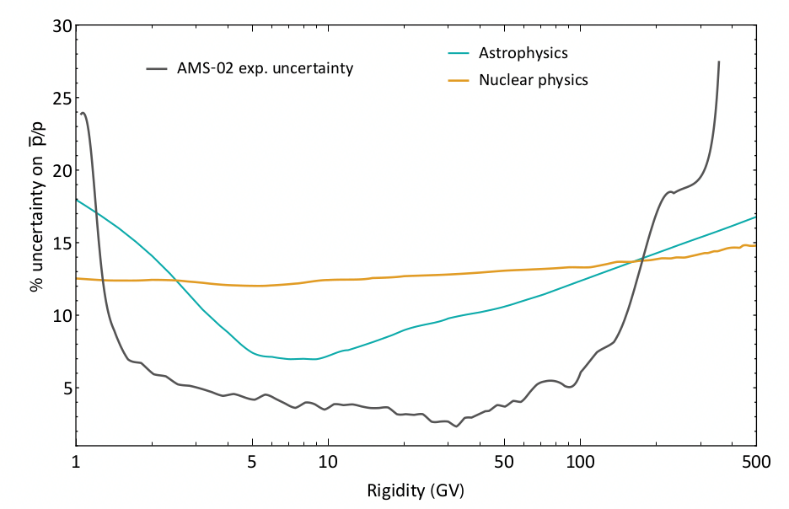 30
25
20
15
10
5
% uncertainty on p̅/p
AMS-02 exp. uncertainty
Astrophysics
Nuclear physics
1 5 10 50 100 500
Rigidity (GV)